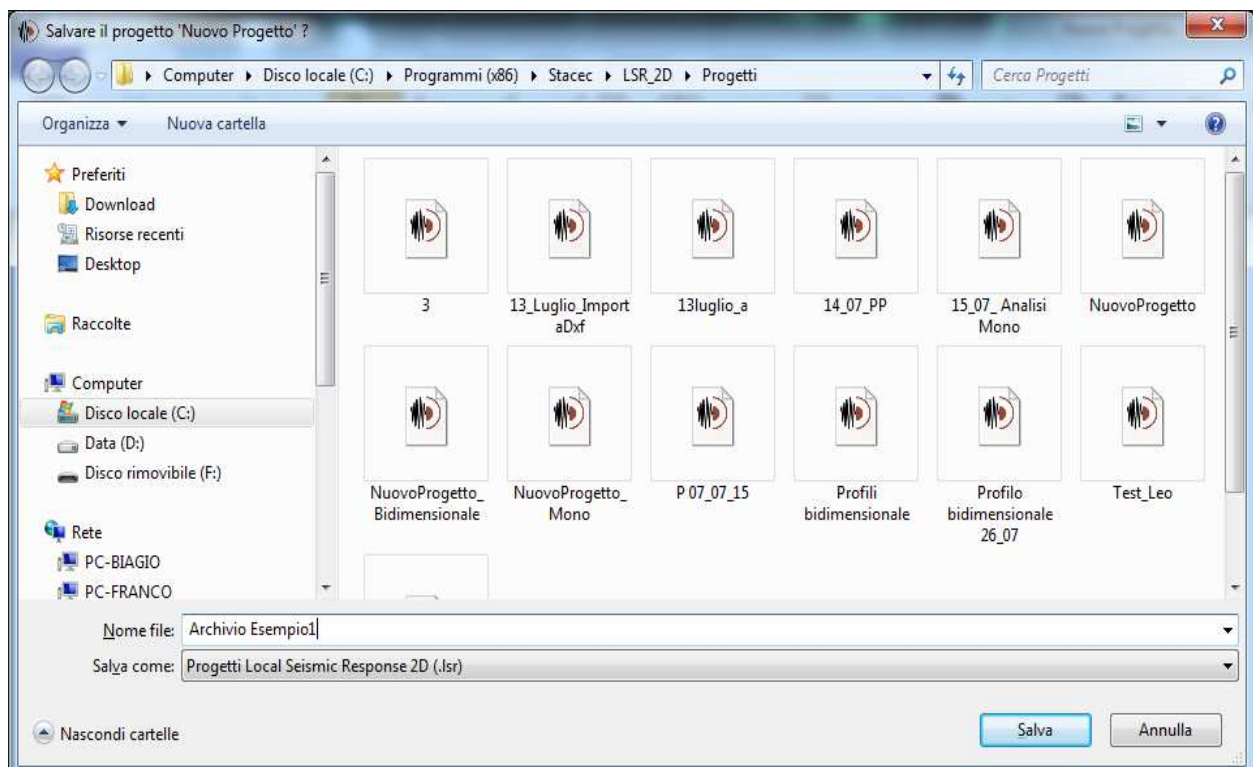 Salvare il progetto 'Nuovo Progetto' ?
Computer Disco locale (C:) Programmi (x86) Stacec LSR_2D Progetti
Cerca Progetti
Organizza Nuova cartella
Preferiti
Download
Risorse recenti
Desktop
Raccolte
Computer
Disco locale (C:)
Data (D:)
Disco rimovibile (F:)
Rete
PC-BIAGIO
PC-FRANCO
3
13_Luglio_Import
aDxf
13luglio_a
14_07_PP
15_07_ Analisi
Mono
NuovoProgetto
NuovoProgetto_
Bidimensionale
NuovoProgetto_
Mono
P 07_07_15
Profili
bidimensionale
Profilo
bidimensionale
26_07
Test_Leo
Nome file: Archivio Esempio1
Salva come: Progetti Local Seismic Response 2D (.lsr)
Nascondi cartelle
Salva
Annulla